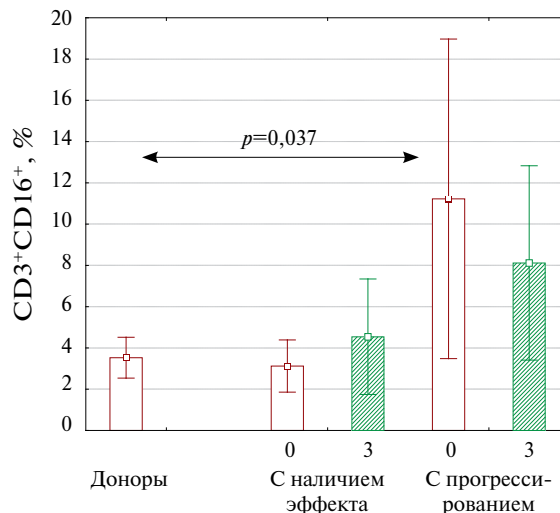 20
18
16
14
12
10
8
6
4
2
0
CD3⁺CD16⁺, %
p=0,037
0 3 0 3
Доноры С наличием С прогресси-
эффекта рованием